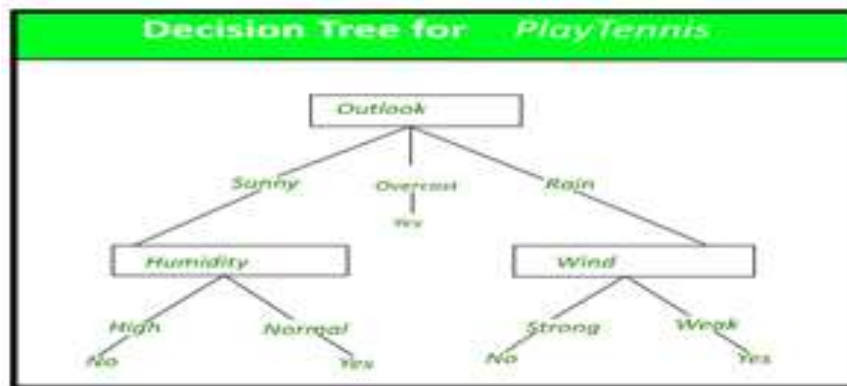 Decision Tree for PlayTennis
Outlook
Sunny Overcast Rain
Yes
Humidity Wind
High Normal Strong Weak
No Yes No Yes